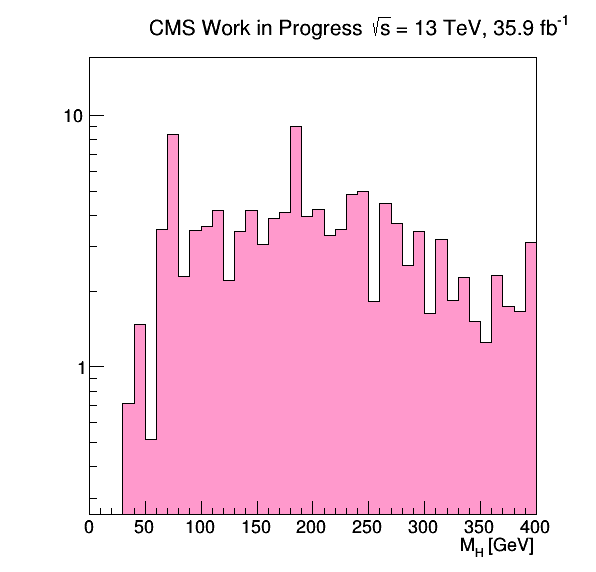 CMS Work in Progress √s = 13 TeV, 35.9 fb⁻¹
10
1
0 50 100 150 200 250 300 350 400
M_H [GeV]